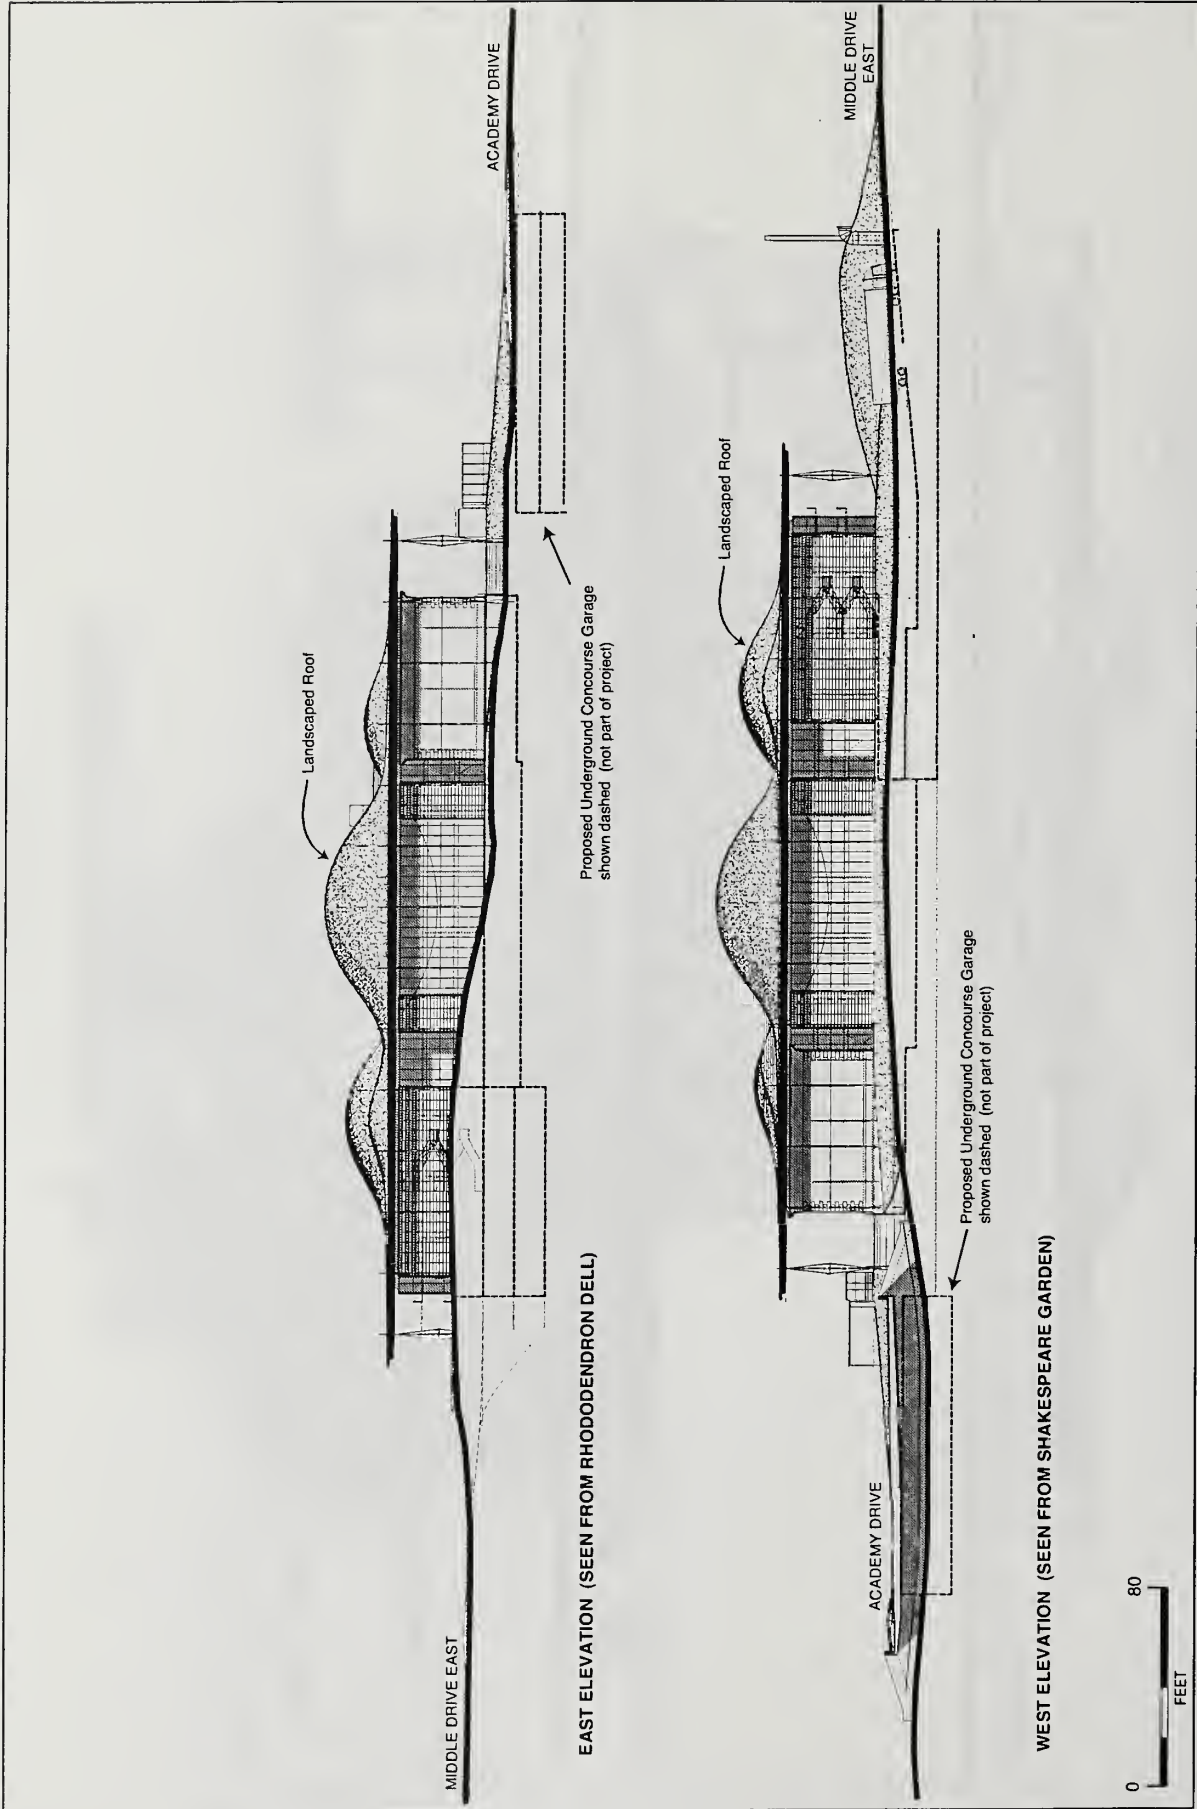 ACADEMY DRIVE
Landscaped Roof
Proposed Underground Concourse Garage
shown dashed (not part of project)
MIDDLE DRIVE EAST
EAST ELEVATION (SEEN FROM RHODODENDRON DELL)
MIDDLE DRIVE
EAST
Landscaped Roof
Proposed Underground Concourse Garage
shown dashed (not part of project)
ACADEMY DRIVE
WEST ELEVATION (SEEN FROM SHAKESPEARE GARDEN)
0
80
FEET